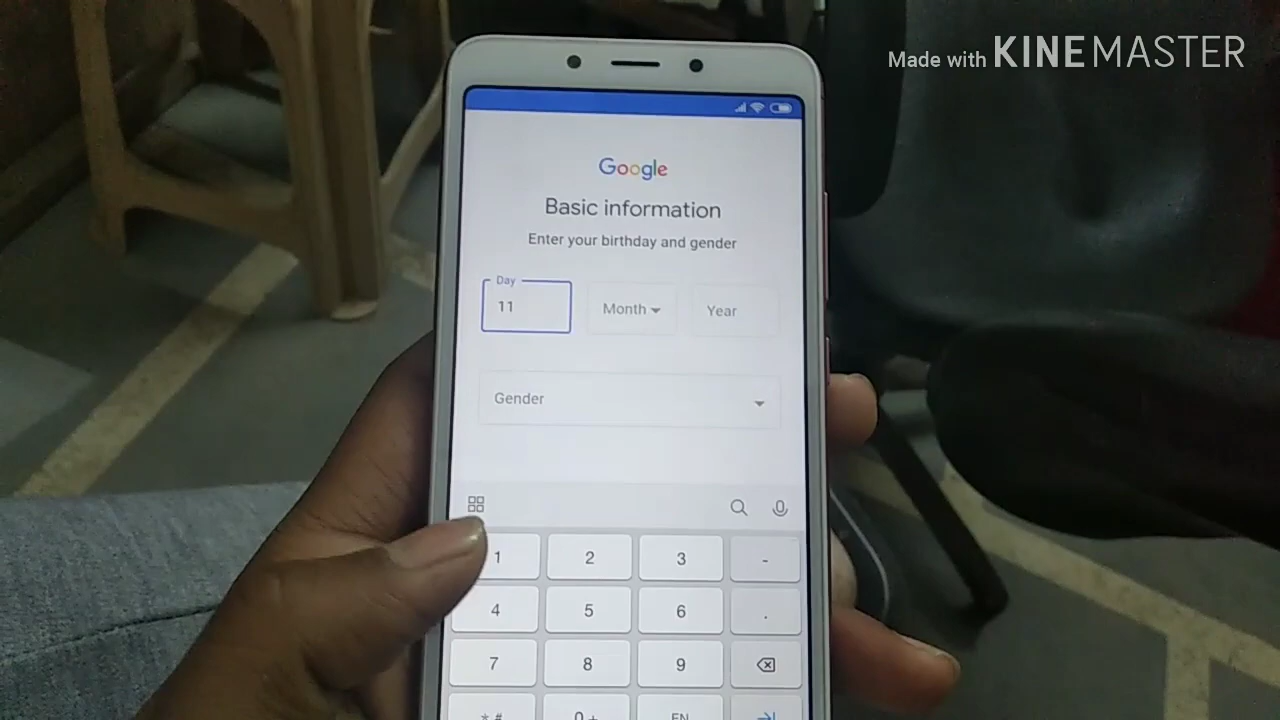 Made with KINEMASTER
Google
Basic information
Enter your birthday and gender
Day
11
Month
Year
Gender
1 2 3 -
4 5 6 .
7 8 9
* # 0 + EN